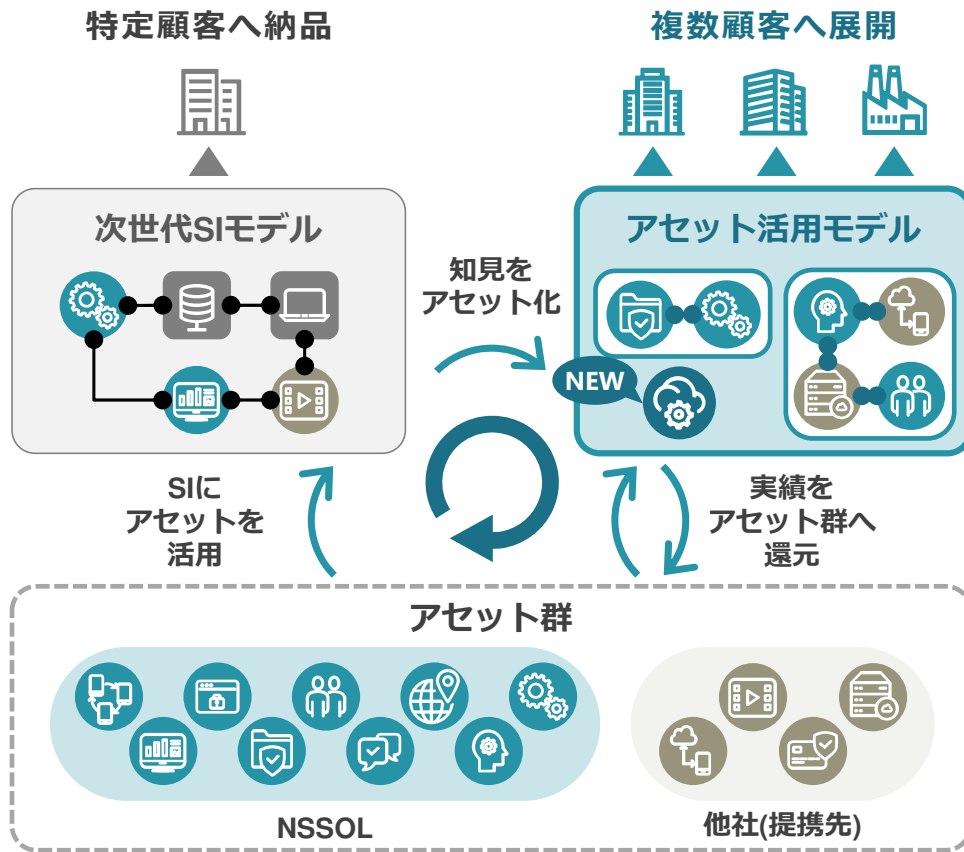 特定顧客へ納品
複数顧客へ展開
次世代SIモデル
アセット活用モデル
知見を
アセット化
NEW
SIに
アセットを
活用
実績を
アセット群へ
還元
アセット群
NSSOL
他社(提携先)